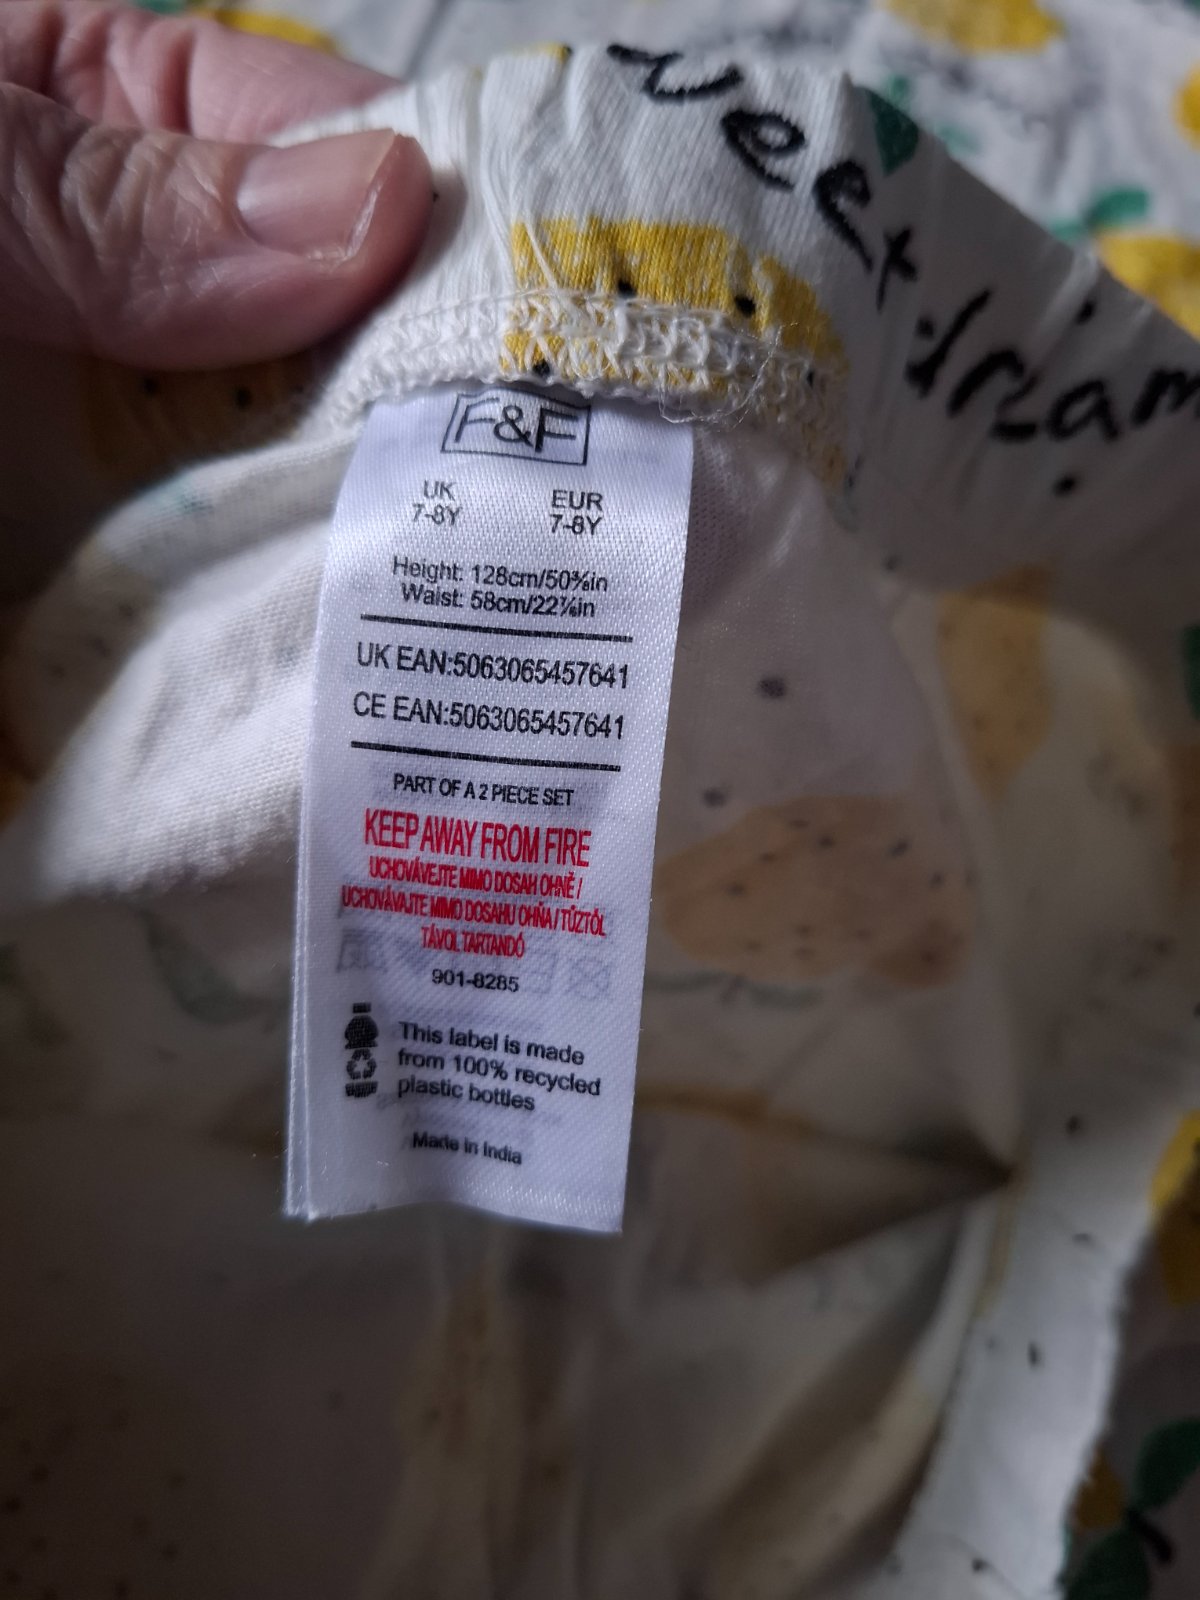 weet dream
F&F
UK EUR
7-8Y 7-8Y
Height: 128cm/50⅜in
Waist: 58cm/22⅞in
UK EAN:5063065457641
CE EAN:5063065457641
PART OF A 2 PIECE SET
KEEP AWAY FROM FIRE
UCHOVÁVEJTE MIMO DOSAH OHNĚ /
UCHOVÁVAJTE MIMO DOSAHU OHŇA / TŰZTŐL
TÁVOL TARTANDÓ
901-8285
This label is made
from 100% recycled
plastic bottles
Made in India